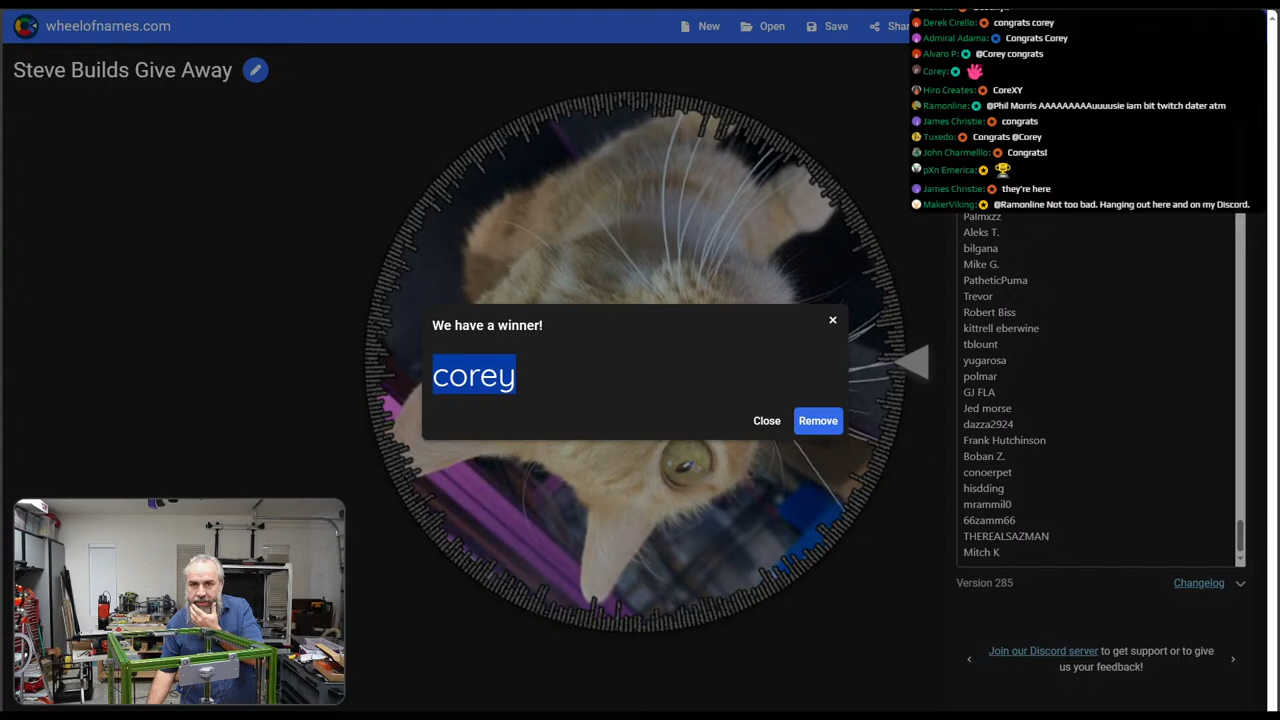 wheelofnames.com
New
Open
Save
Shar
Steve Builds Give Away
Derek Cirello: congrats corey
Admiral Adama: Congrats Corey
Alvaro P: @Corey congrats
Corey:
Hiro Creates: CoreXY
Ramonline: @Phil Morris AAAAAAAAAuuuusie iam bit twitch dater atm
James Christie: congrats
Tuxedo: Congrats @Corey
John Charmelllo: Congrats!
pXn Emerica:
James Christie: they're here
MakerViking: @Ramonline Not too bad. Hanging out here and on my Discord.
Palmxzz
Aleks T.
bilgana
Mike G.
PatheticPuma
Trevor
Robert Biss
kittrell eberwine
tblount
yugarosa
polmar
GJ FLA
Jed morse
dazza2924
Frank Hutchinson
Boban Z.
conoerpet
hisdding
mrammil0
66zamm66
THEREALSAZMAN
Mitch K
We have a winner!
corey
Close
Remove
Version 285
Changelog
Join our Discord server to get support or to give
us your feedback!